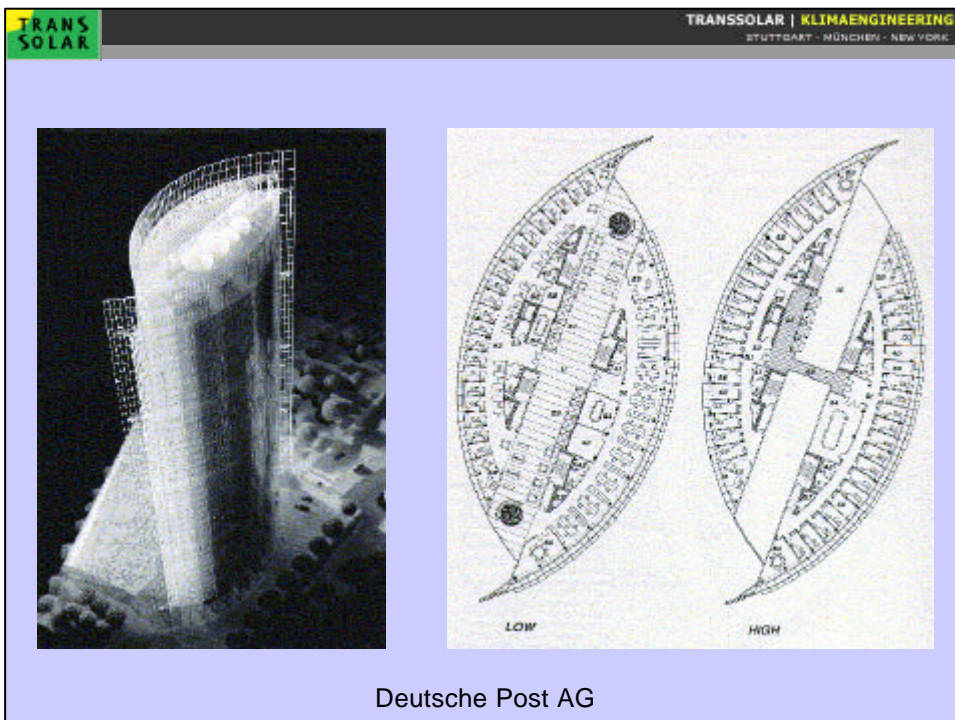 TRANS
SOLAR
TRANSSOLAR | KLIMAENGINEERING
STUTTGART - MÜNCHEN - NEW YORK
LOW
HIGH
Deutsche Post AG